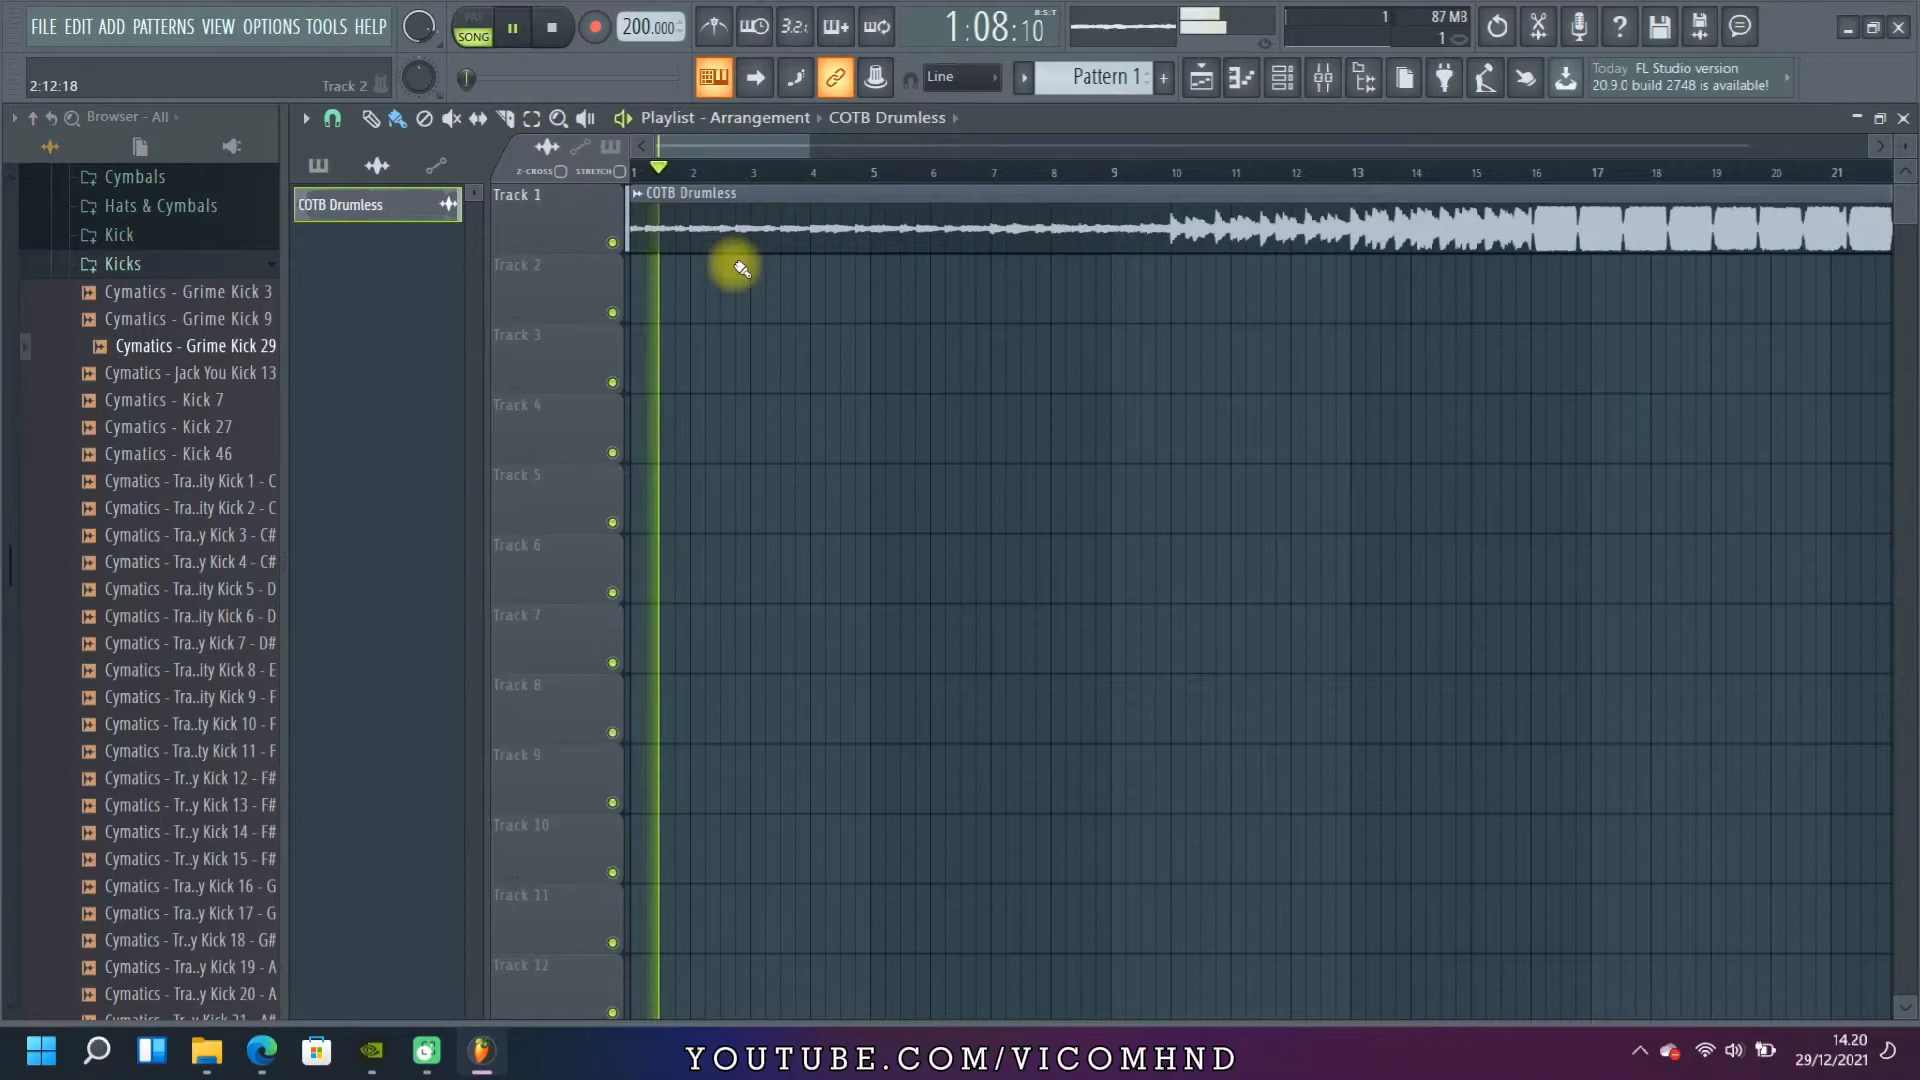 FILE EDIT ADD PATTERNS VIEW OPTIONS TOOLS HELP
PAT
SONG
200.000
3.2.
1:08:10
B:S:T
1
87 MB
1
2:12:18
Track 2
Line
Pattern 1
Today FL Studio version
20.9.0 build 2748 is available!
Browser - All
Playlist - Arrangement
COTB Drumless
Z-CROSS
STRETCH
1 2 3 4 5 6 7 8 9 10 11 12 13 14 15 16 17 18 19 20 21
Cymbals
Hats & Cymbals
Kick
Kicks
Cymatics - Grime Kick 3
Cymatics - Grime Kick 9
Cymatics - Grime Kick 29
Cymatics - Jack You Kick 13
Cymatics - Kick 7
Cymatics - Kick 27
Cymatics - Kick 46
Cymatics - Tra..ity Kick 1 - C
Cymatics - Tra..ity Kick 2 - C
Cymatics - Tra..y Kick 3 - C#
Cymatics - Tra..y Kick 4 - C#
Cymatics - Tra..ity Kick 5 - D
Cymatics - Tra..ity Kick 6 - D
Cymatics - Tra..y Kick 7 - D#
Cymatics - Tra..ity Kick 8 - E
Cymatics - Tra..ity Kick 9 - F
Cymatics - Tra..ty Kick 10 - F
Cymatics - Tra..ty Kick 11 - F
Cymatics - Tr..y Kick 12 - F#
Cymatics - Tr..y Kick 13 - F#
Cymatics - Tr..y Kick 14 - F#
Cymatics - Tr..y Kick 15 - F#
Cymatics - Tra..y Kick 16 - G
Cymatics - Tra..y Kick 17 - G
Cymatics - Tr..y Kick 18 - G#
Cymatics - Tra..y Kick 19 - A
Cymatics - Tra..y Kick 20 - A
COTB Drumless
Track 1
COTB Drumless
Track 2
Track 3
Track 4
Track 5
Track 6
Track 7
Track 8
Track 9
Track 10
Track 11
Track 12
YOUTUBE.COM/VICOMHND
14.20
29/12/2021